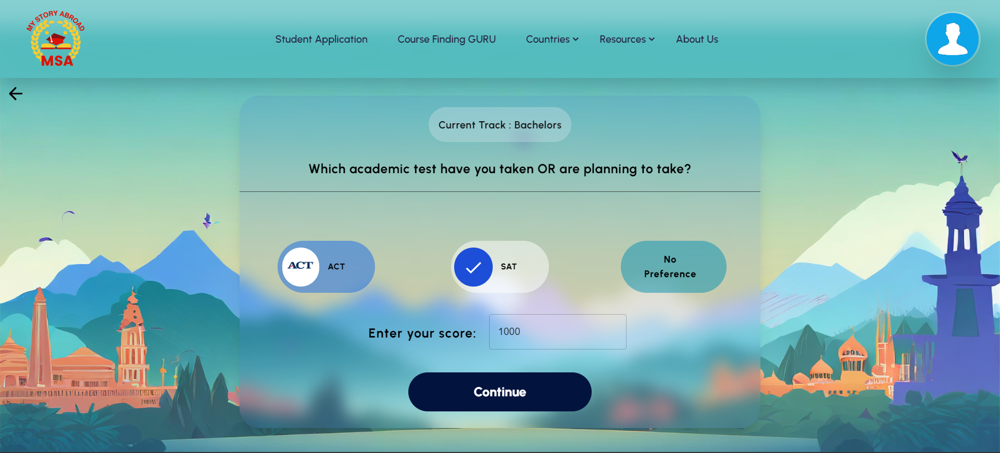 MY STORY ABROAD
MSA
Student Application
Course Finding GURU
Countries
Resources
About Us
Current Track : Bachelors
Which academic test have you taken OR are planning to take?
ACT
ACT
SAT
No
Preference
Enter your score:
1000
Continue